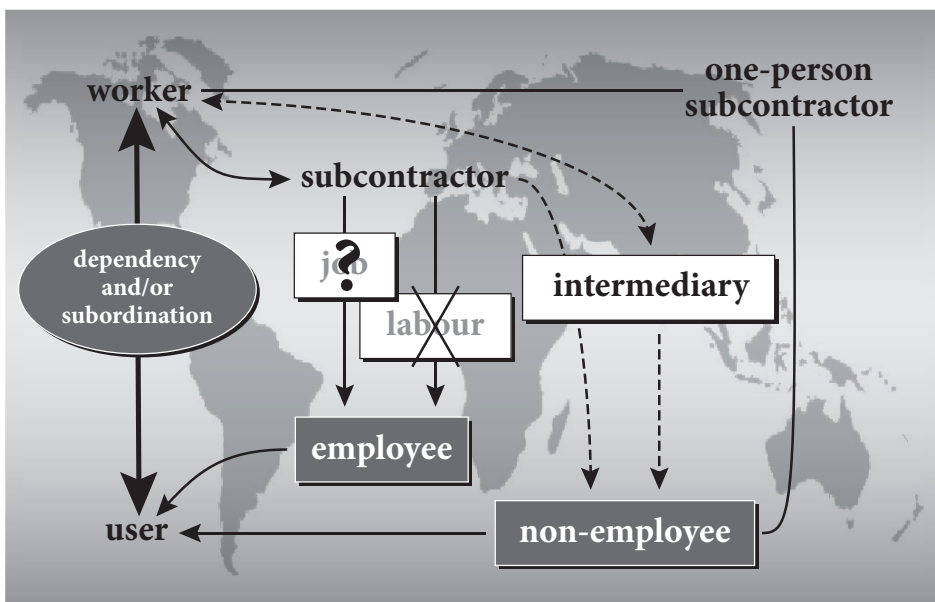 one-person
subcontractor
worker
subcontractor
dependency
and/or
subordination
job
?
labour
intermediary
employee
user
non-employee